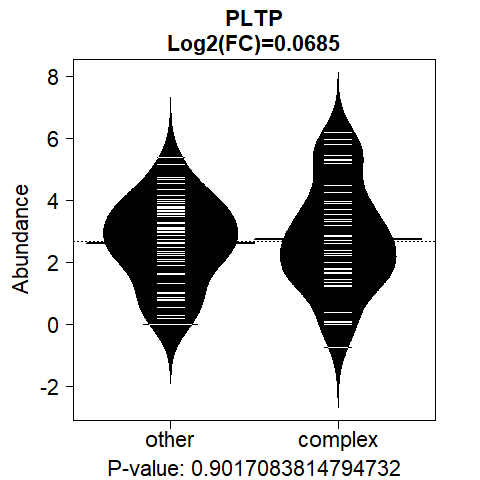 PLTP
Log2(FC)=0.0685
8
6
4
2
0
-2
Abundance
other complex
P-value: 0.9017083814794732